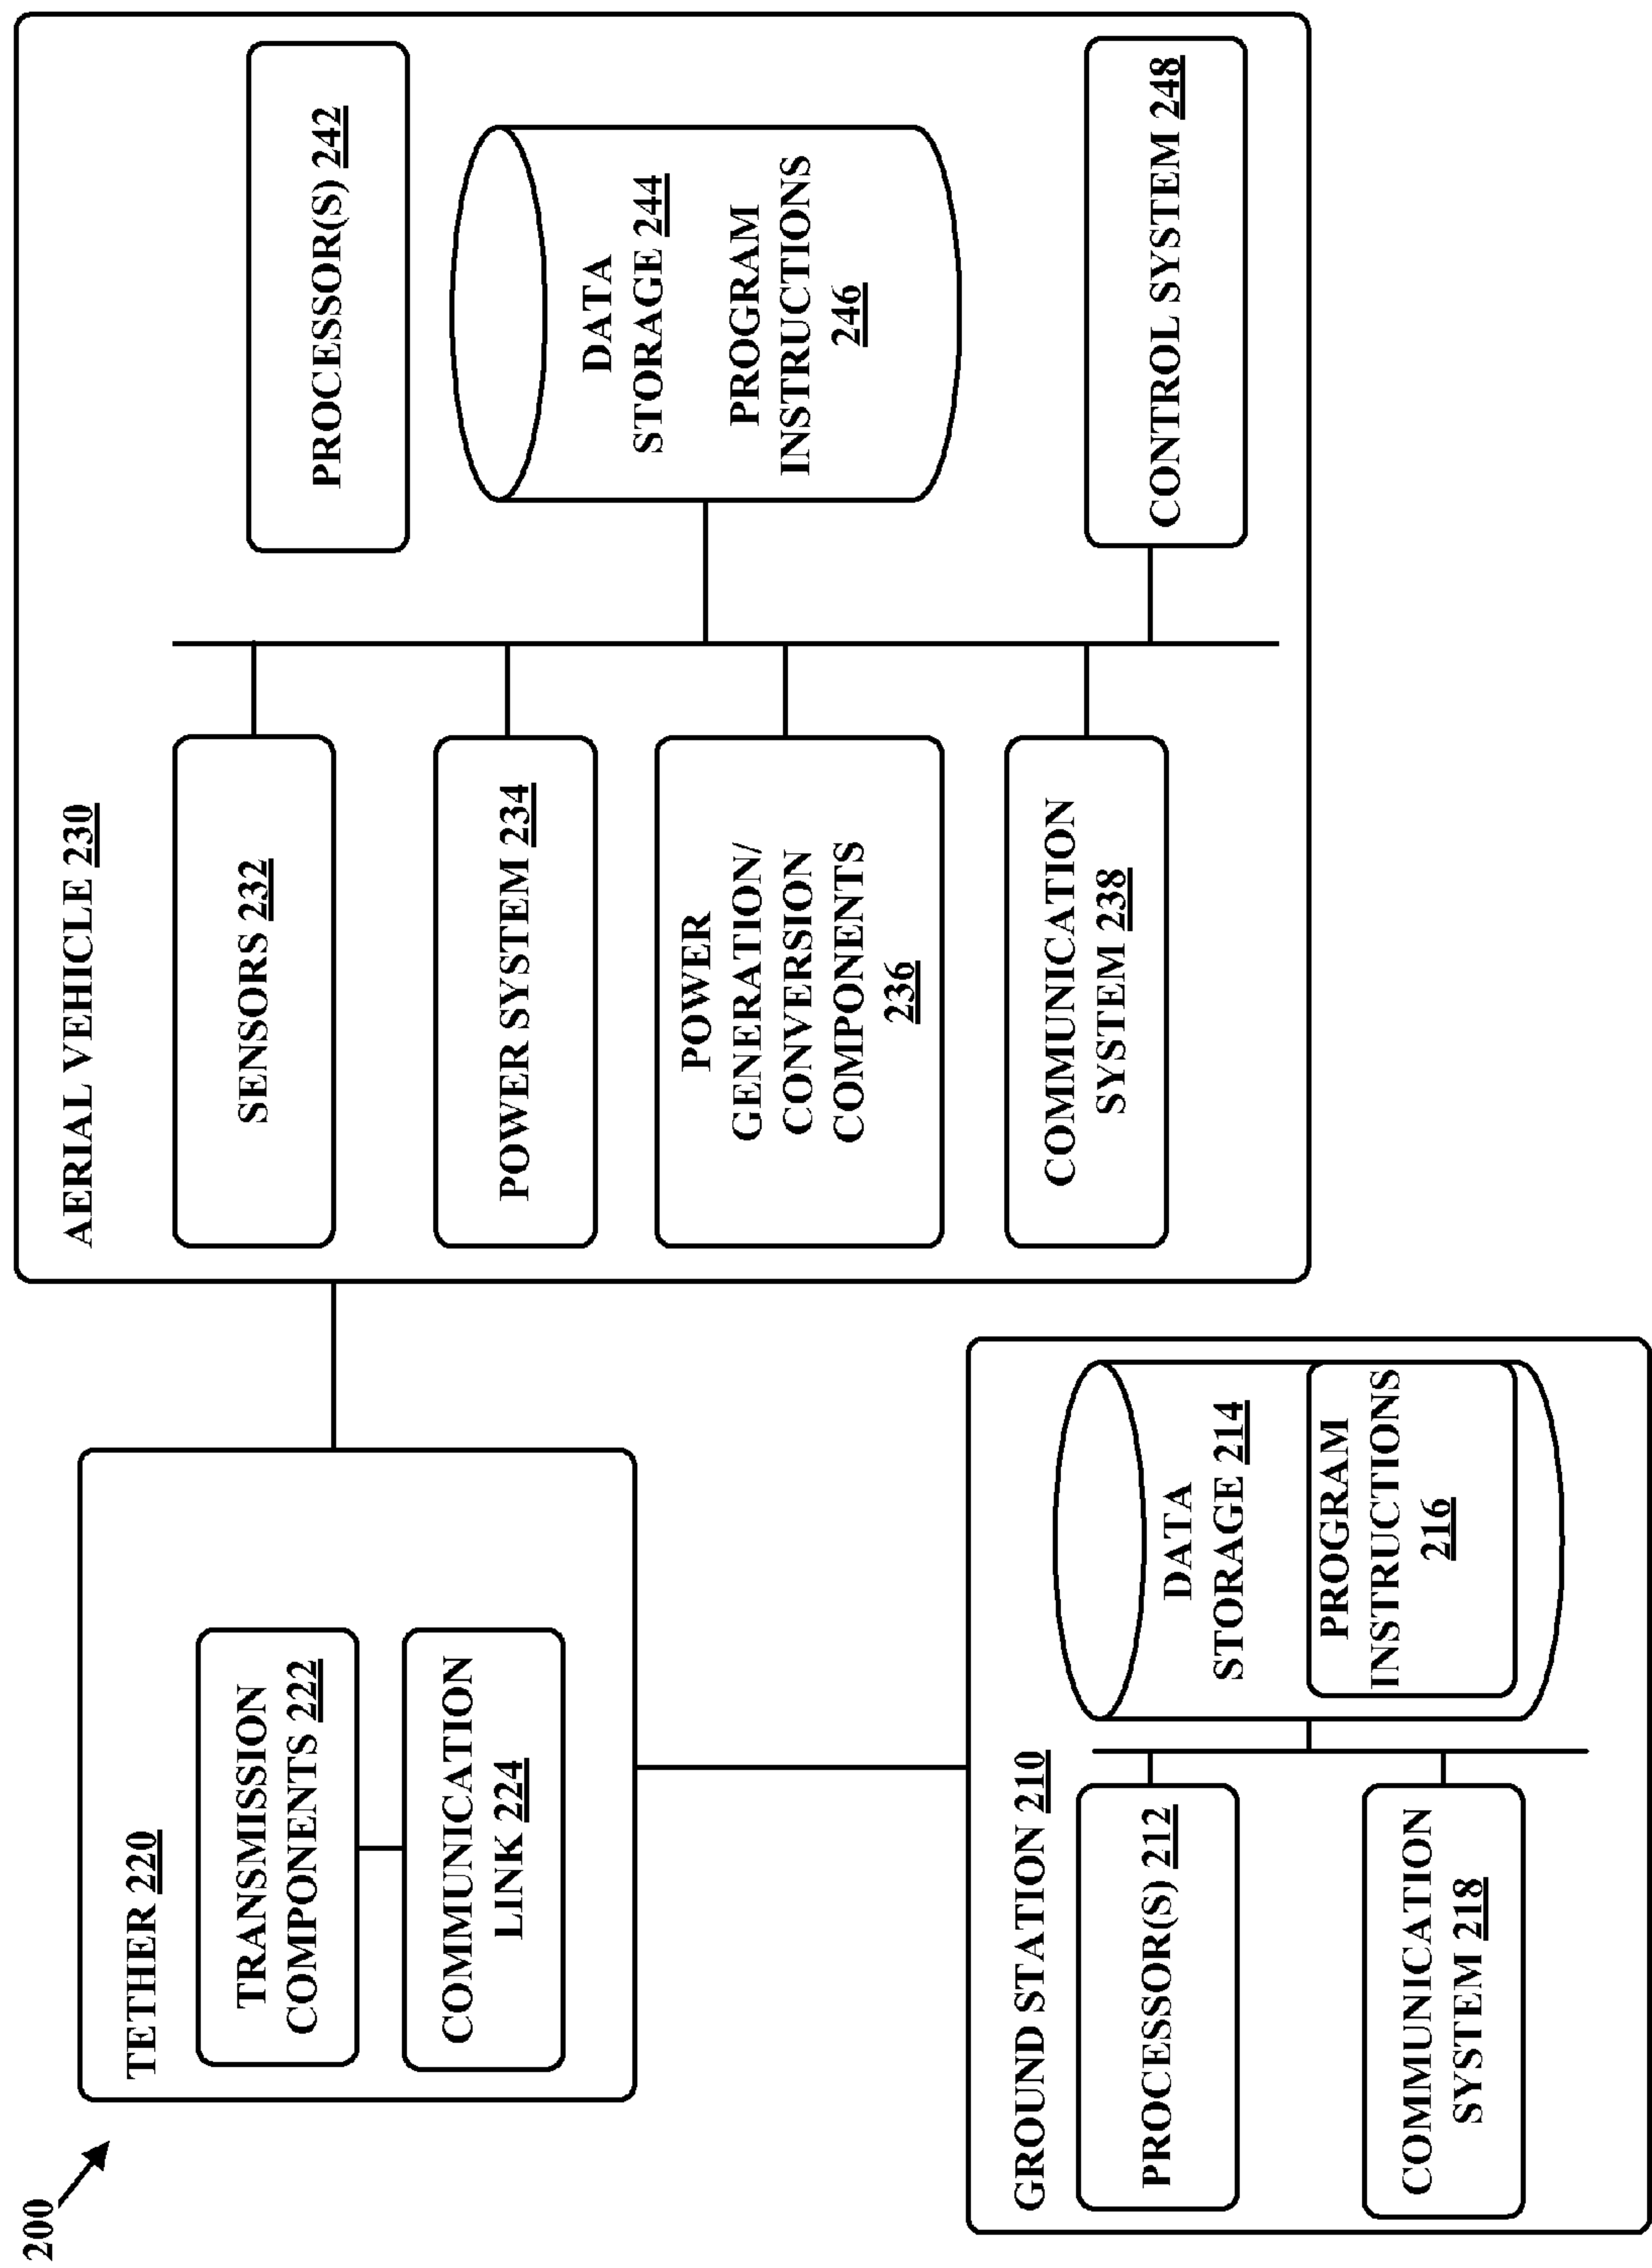 200
TETHER 220
TRANSMISSION
COMPONENTS 222
COMMUNICATION
LINK 224
GROUND STATION 210
PROCESSOR(S) 212
COMMUNICATION
SYSTEM 218
DATA
STORAGE 214
PROGRAM
INSTRUCTIONS
216
AERIAL VEHICLE 230
SENSORS 232
POWER SYSTEM 234
POWER
GENERATION/
CONVERSION
COMPONENTS
236
COMMUNICATION
SYSTEM 238
PROCESSOR(S) 242
DATA
STORAGE 244
PROGRAM
INSTRUCTIONS
246
CONTROL SYSTEM 248